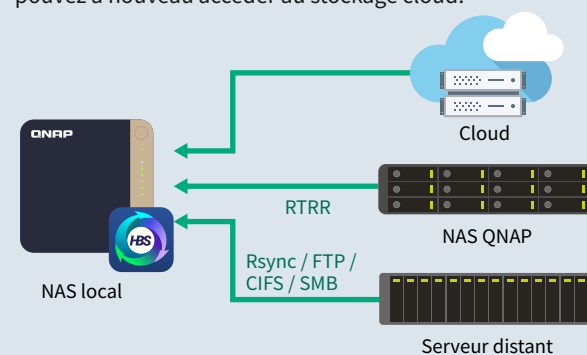 pouvez à nouveau accéder au stockage cloud.
QNAP
HBS
NAS local
Cloud
RTRR
NAS QNAP
Rsync / FTP /
CIFS / SMB
Serveur distant